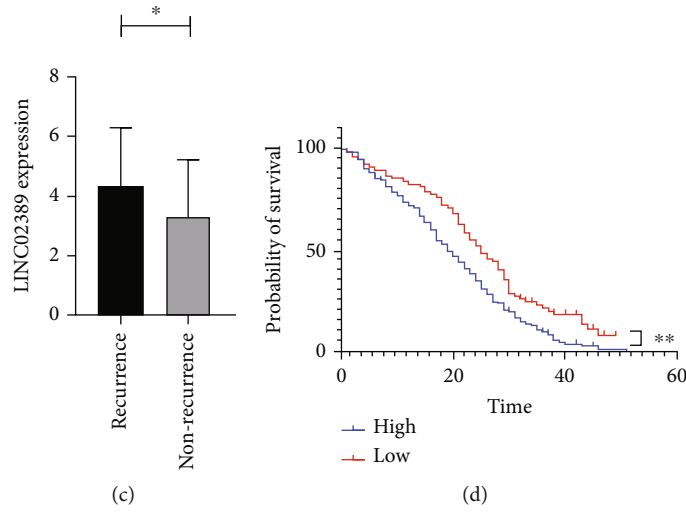 *
8
6
4
2
0
LINC02389 expression
Recurrence
Non-recurrence
(c)
100
50
0
Probability of survival
**
0 20 40 60
Time
High
Low
(d)